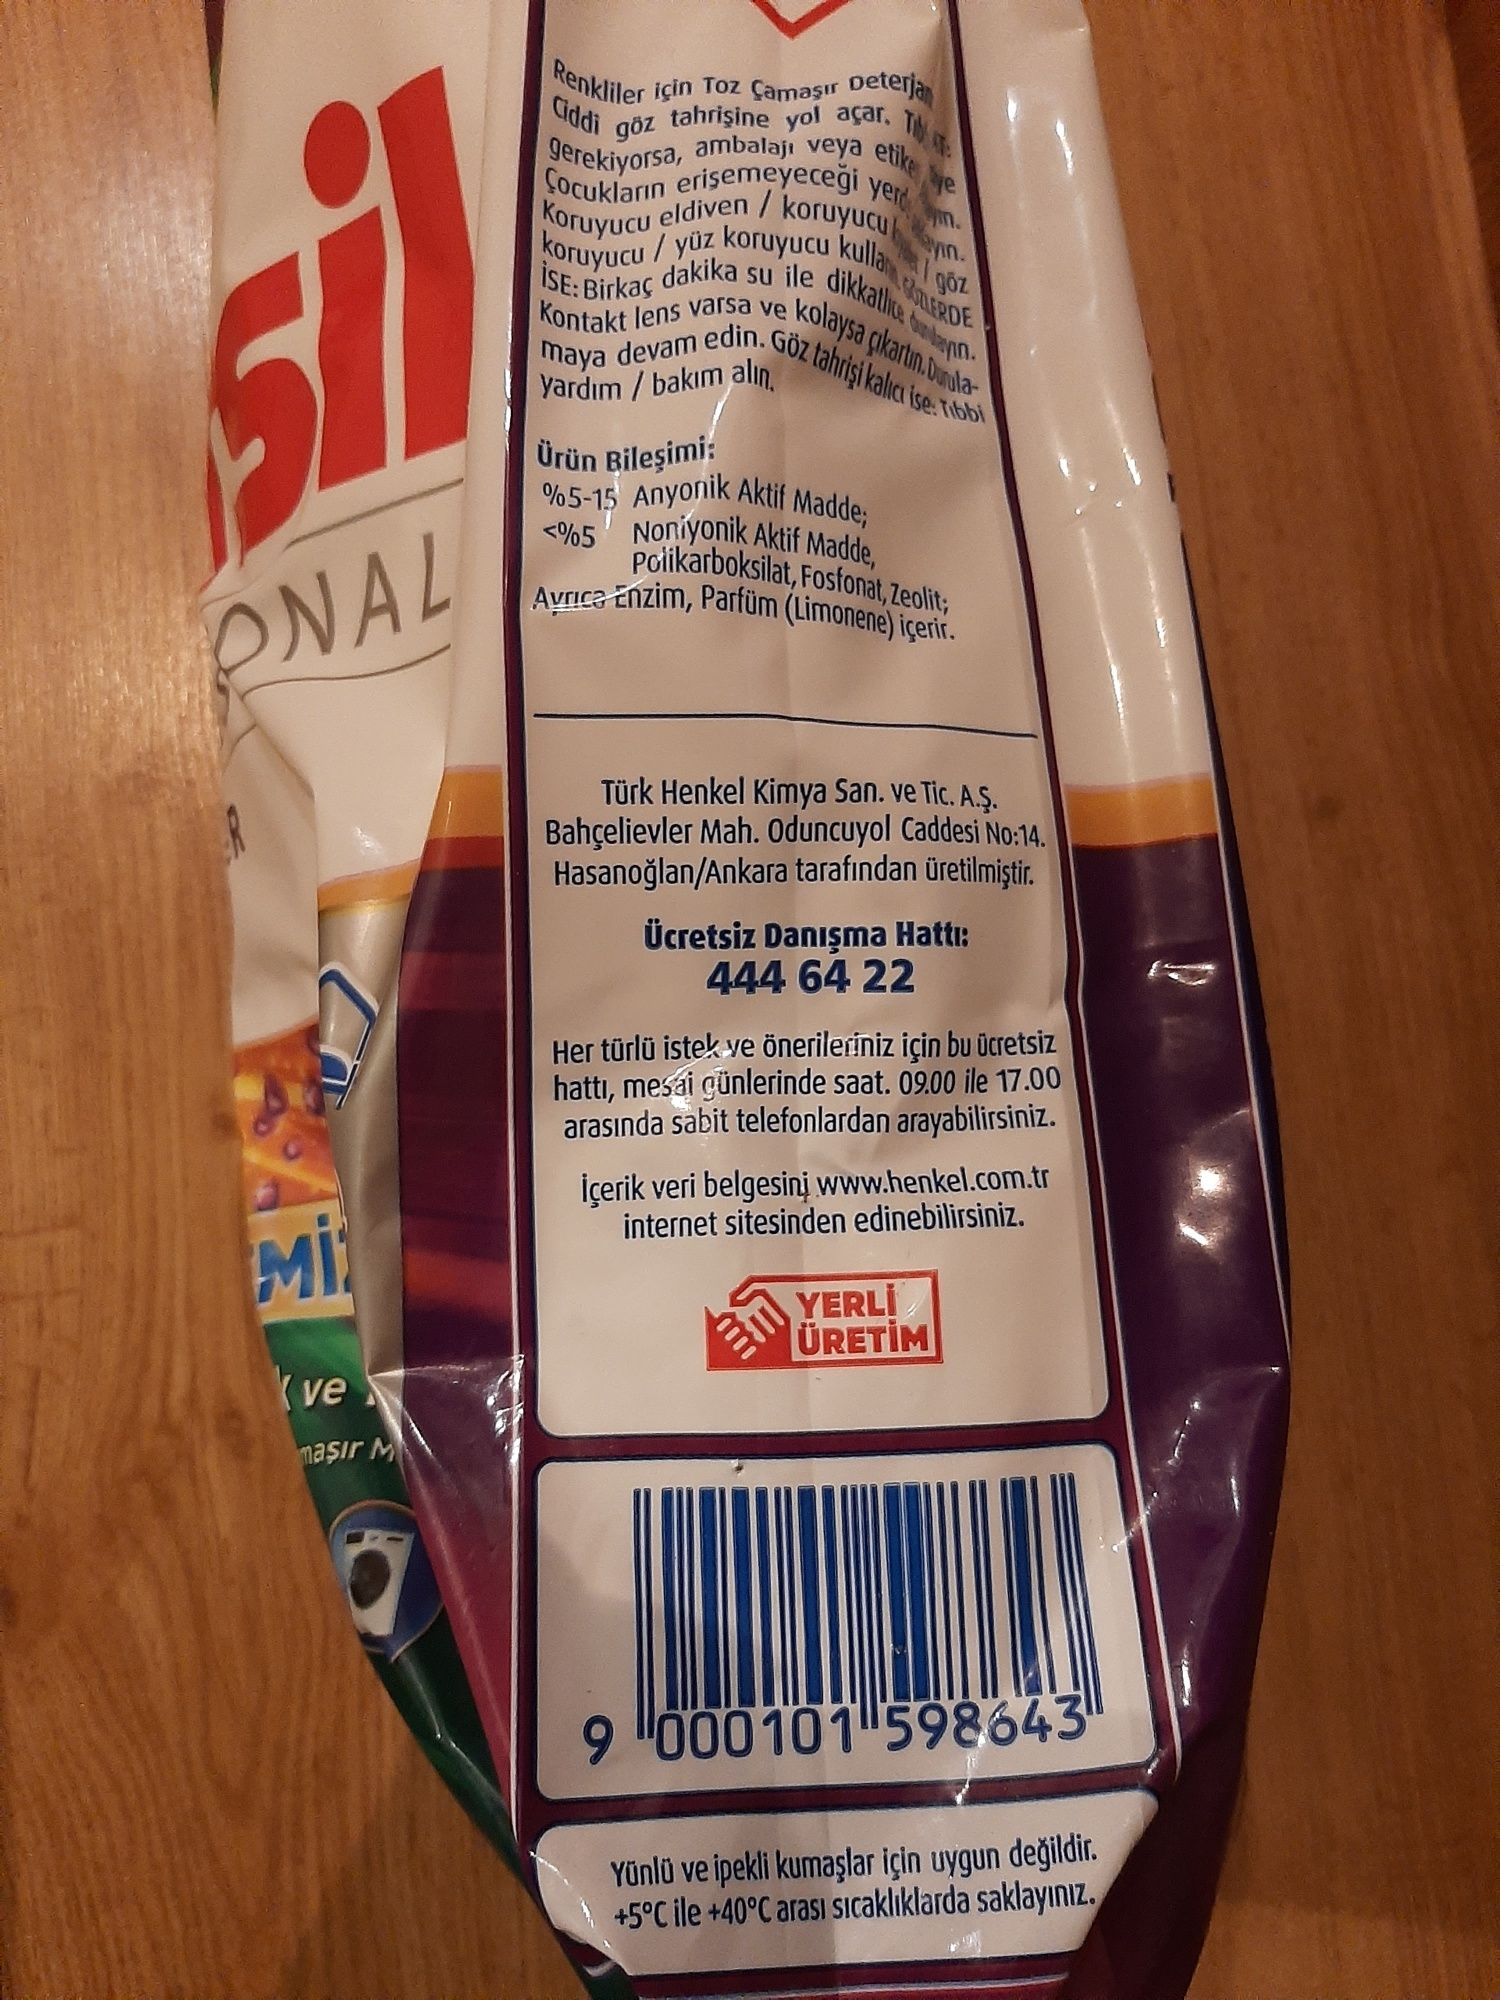 sil
ONAL
ER
EMİ
K ve
maşır M
Renkliler için Toz Çamaşır Deterjan
Ciddi göz tahrişine yol açar.
gerekiyorsa, ambalajı veya
Çocukların erişemeyeceği
Koruyucu eldiven / koruyucu / göz
koruyucu / yüz koruyucu GÖZLERDE
İSE: Birkaç dakika su ile dikkatlice durulayın.
Kontakt lens varsa ve kolaysa çıkartın. Durula-
maya devam edin. Göz tahrişi kalıcı ise: Tıbbi
yardım / bakım alın.
Ürün Bileşimi:
%5-15 Anyonik Aktif Madde;
<%5 Noniyonik Aktif Madde,
Polikarboksilat, Fosfonat, Zeolit;
Ayrıca Enzim, Parfüm (Limonene) içerir.
Türk Henkel Kimya San. ve Tic. A.Ş.
Bahçelievler Mah. Oduncuyol Caddesi No:14.
Hasanoğlan/Ankara tarafından üretilmiştir.
Ücretsiz Danışma Hattı:
444 64 22
Her türlü istek ve önerileriniz için bu ücretsiz
hattı, mesai günlerinde saat. 09.00 ile 17.00
arasında sabit telefonlardan arayabilirsiniz.
İçerik veri belgesini www.henkel.com.tr
internet sitesinden edinebilirsiniz.
YERLİ
ÜRETİM
9 000101 598643
Yünlü ve ipekli kumaşlar için uygun değildir.
+5°C ile +40°C arası sıcaklıklarda saklayınız.